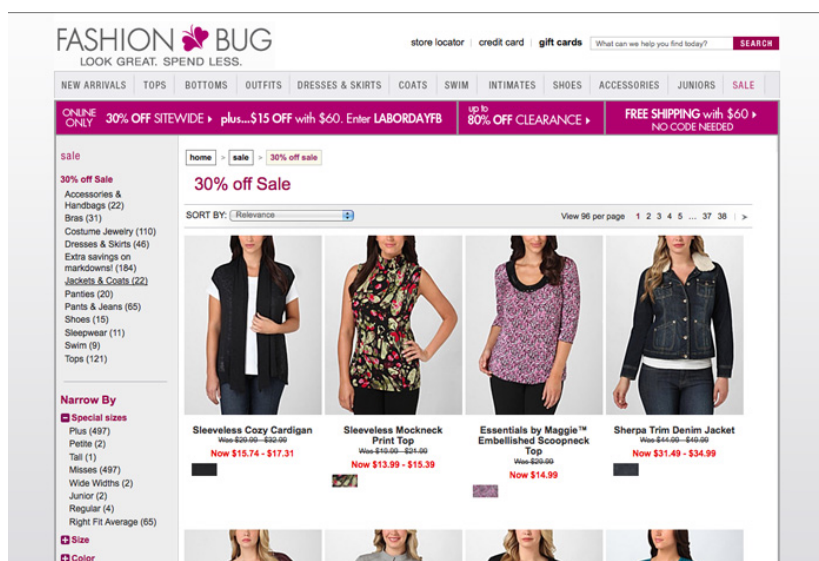 FASHION BUG
LOOK GREAT. SPEND LESS.
store locator | credit card | gift cards
What can we help you find today?
SEARCH
NEW ARRIVALS TOPS BOTTOMS OUTFITS DRESSES & SKIRTS COATS SWIM INTIMATES SHOES ACCESSORIES JUNIORS SALE
ONLINE ONLY 30% OFF SITEWIDE plus...$15 OFF with $60. Enter LABORDAYFB
up to
80% OFF CLEARANCE
FREE SHIPPING with $60
NO CODE NEEDED
sale
30% off Sale
Accessories &
Handbags (22)
Bras (31)
Costume Jewelry (110)
Dresses & Skirts (46)
Extra savings on
markdowns! (184)
Jackets & Coats (22)
Panties (20)
Pants & Jeans (65)
Shoes (15)
Sleepwear (11)
Swim (9)
Tops (121)
Narrow By
Special sizes
Plus (497)
Petite (2)
Tall (1)
Misses (497)
Wide Widths (2)
Junior (2)
Regular (4)
Right Fit Average (65)
Size
Color
home > sale > 30% off sale
30% off Sale
SORT BY: Relevance
View 96 per page 1 2 3 4 5 ... 37 38 | >
Sleeveless Cozy Cardigan
Was $29.99 - $32.99
Now $15.74 - $17.31
Sleeveless Mockneck
Print Top
Was $19.99 - $21.99
Now $13.99 - $15.39
Essentials by Maggie™
Embellished Scoopneck
Top
Was $29.99
Now $14.99
Sherpa Trim Denim Jacket
Was $44.99 - $49.99
Now $31.49 - $34.99